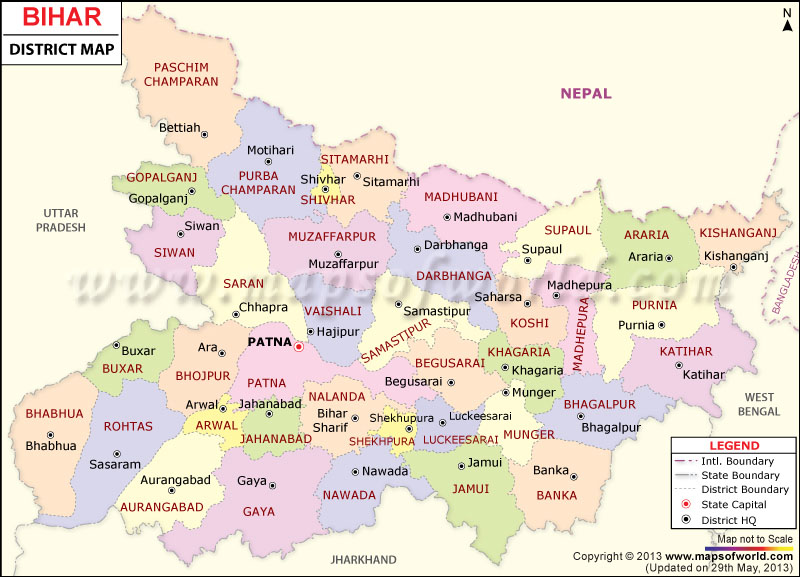 BIHAR
DISTRICT MAP
N
NEPAL
UTTAR
PRADESH
BANGLADESH
WEST
BENGAL
JHARKHAND
PASCHIM
CHAMPARAN
Bettiah
Motihari
PURBA
CHAMPARAN
SITAMARHI
Shivhar
Sitamarhi
SHIVHAR
GOPALGANJ
Gopalganj
Siwan
SIWAN
MUZAFFARPUR
Muzaffarpur
MADHUBANI
Madhubani
Darbhanga
DARBHANGA
SUPAUL
Supaul
ARARIA
Araria
KISHANGANJ
Kishanganj
SARAN
Chhapra
VAISHALI
Hajipur
Samastipur
SAMASTIPUR
Saharsa
KOSHI
Madhepura
MADHEPURA
PURNIA
Purnia
KATIHAR
Katihar
www.mapsofworld.com
Buxar
BUXAR
Ara
BHOJPUR
PATNA
PATNA
BEGUSARAI
Begusarai
KHAGARIA
Khagaria
Munger
MUNGER
BHAGALPUR
Bhagalpur
BHABHUA
Bhabhua
ROHTAS
Sasaram
Arwal
ARWAL
Jahanabad
JAHANABAD
NALANDA
Bihar
Sharif
Shekhupura
SHEKHPURA
Luckeesarai
LUCKEESARAI
Aurangabad
AURANGABAD
Gaya
GAYA
Nawada
NAWADA
Jamui
JAMUI
Banka
BANKA
LEGEND
Intl. Boundary
State Boundary
District Boundary
State Capital
District HQ
Map not to Scale
Copyright © 2013 www.mapsofworld.com
(Updated on 29th May, 2013)